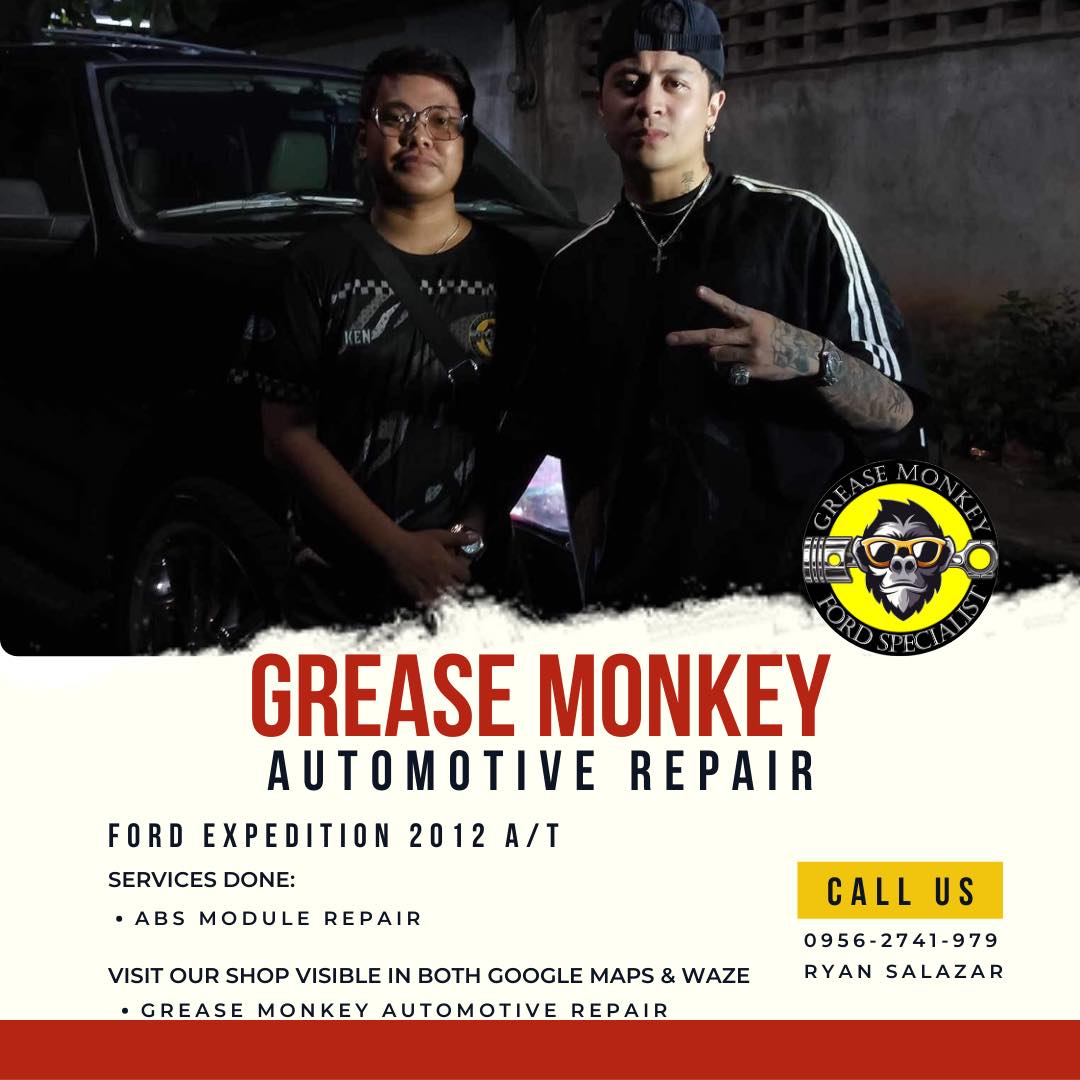 KEN
GREASE MONKEY
FORD SPECIALIST
GREASE MONKEY
AUTOMOTIVE REPAIR
FORD EXPEDITION 2012 A/T
SERVICES DONE:
• ABS MODULE REPAIR
CALL US
0956-2741-979
RYAN SALAZAR
VISIT OUR SHOP VISIBLE IN BOTH GOOGLE MAPS & WAZE
• GREASE MONKEY AUTOMOTIVE REPAIR